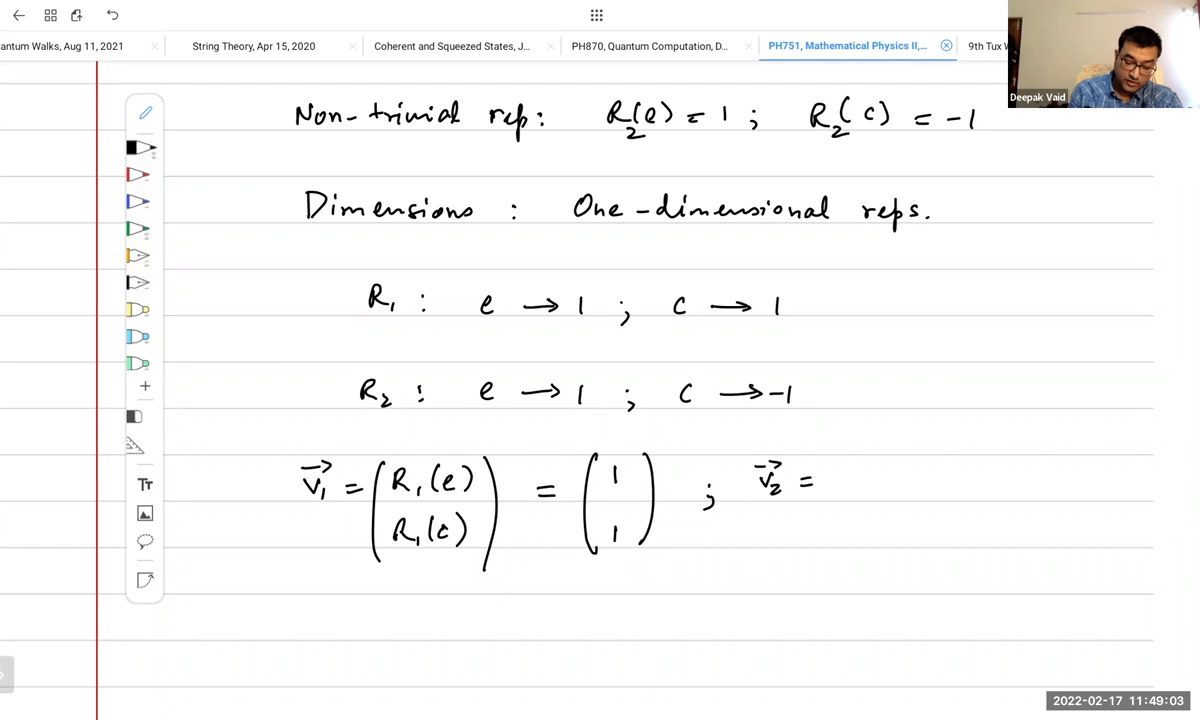 antum Walks, Aug 11, 2021 × String Theory, Apr 15, 2020 × Coherent and Squeezed States, J... × PH870, Quantum Computation, D... × PH751, Mathematical Physics II,... 9th Tux W
Deepak Vaid
Non-trivial rep: R₂(e) = 1 ; R₂(c) = -1
Dimensions : One-dimensional reps.
R₁ : e → 1 ; c → 1
R₂ : e → 1 ; c → -1
v⃗₁ = (R₁(e) R₁(c)) = (1 1) ; v⃗₂ =
Tт
2022-02-17 11:49:03